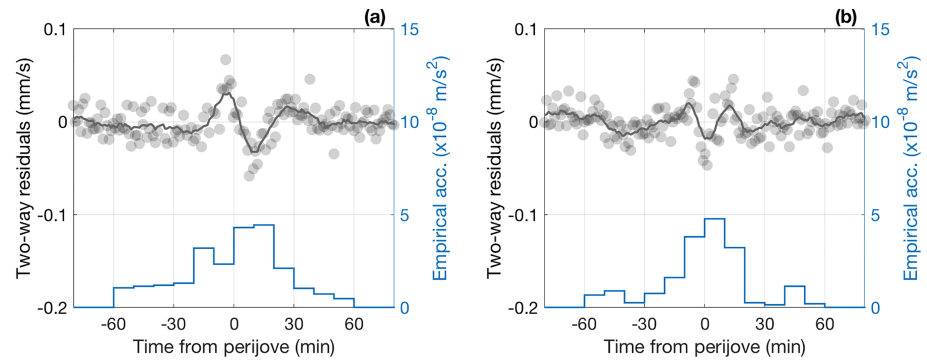 (a)
0.1
0
-0.1
-0.2
Two-way residuals (mm/s)
15
10
5
0
Empirical acc. (x10⁻⁸ m/s²)
-60 -30 0 30 60
Time from perijove (min)
(b)
0.1
0
-0.1
-0.2
Two-way residuals (mm/s)
15
10
5
0
Empirical acc. (x10⁻⁸ m/s²)
-60 -30 0 30 60
Time from perijove (min)